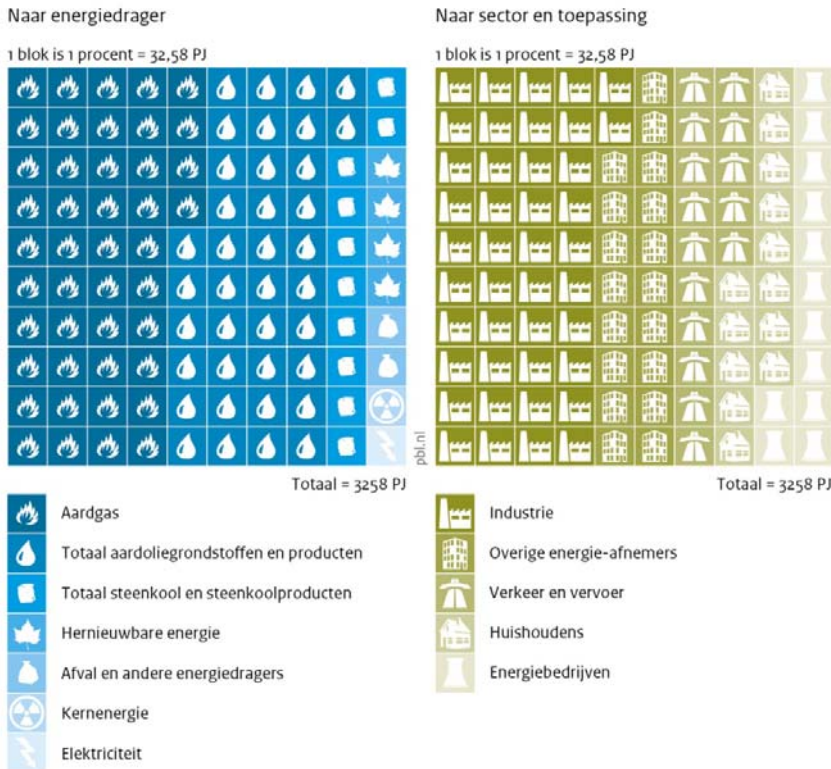 Naar energiedrager
1 blok is 1 procent = 32,58 PJ
Totaal = 3258 PJ
Aardgas
Totaal aardoliegrondstoffen en producten
Totaal steenkool en steenkoolproducten
Hernieuwbare energie
Afval en andere energiedragers
Kernenergie
Elektriciteit
pbl.nl
Naar sector en toepassing
1 blok is 1 procent = 32,58 PJ
Totaal = 3258 PJ
Industrie
Overige energie-afnemers
Verkeer en vervoer
Huishoudens
Energiebedrijven